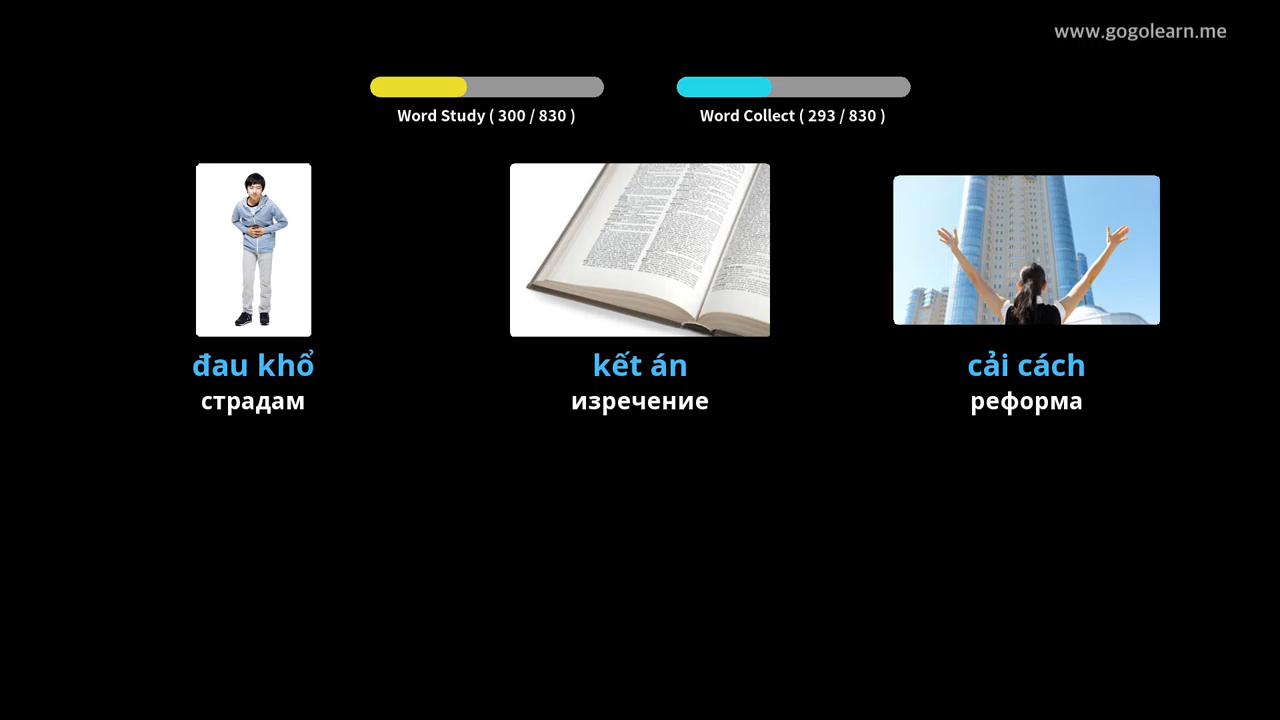 www.gogolearn.me
Word Study ( 300 / 830 )
Word Collect ( 293 / 830 )
đau khổ
страдам
kết án
изречение
cải cách
реформа